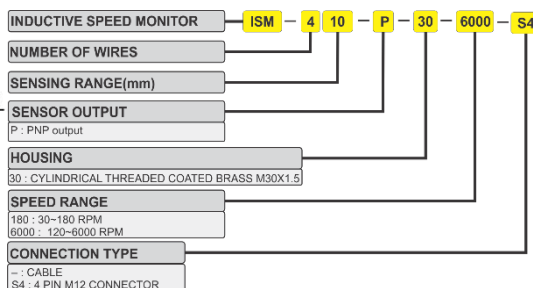 INDUCTIVE SPEED MONITOR ISM – 4 10 – P – 30 – 6000 – S4
NUMBER OF WIRES
SENSING RANGE(mm)
SENSOR OUTPUT
P : PNP output
HOUSING
30 : CYLINDRICAL THREADED COATED BRASS M30X1.5
SPEED RANGE
180 : 30~180 RPM
6000 : 120~6000 RPM
CONNECTION TYPE
– : CABLE
S4 : 4 PIN M12 CONNECTOR